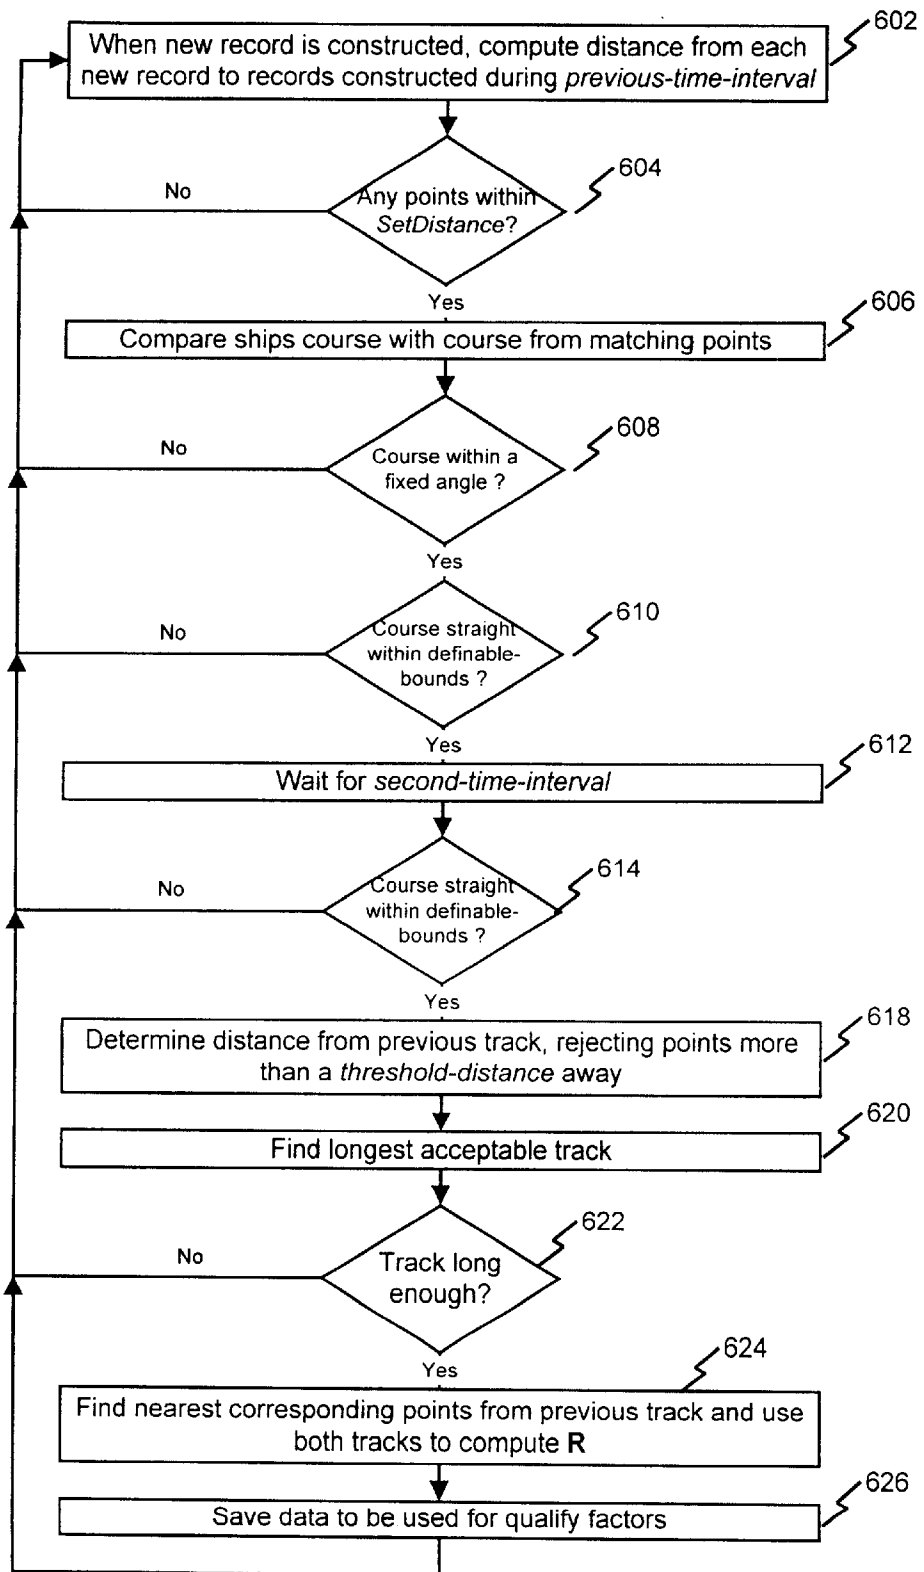 When new record is constructed, compute distance from each
new record to records constructed during previous-time-interval
602
Any points within
SetDistance?
604
No
Yes
Compare ships course with course from matching points
606
Course within a
fixed angle ?
608
No
Yes
Course straight
within definable-
bounds ?
610
No
Yes
Wait for second-time-interval
612
Course straight
within definable-
bounds ?
614
No
Yes
Determine distance from previous track, rejecting points more
than a threshold-distance away
618
Find longest acceptable track
620
Track long
enough?
622
No
Yes
624
Find nearest corresponding points from previous track and use
both tracks to compute R
Save data to be used for qualify factors
626